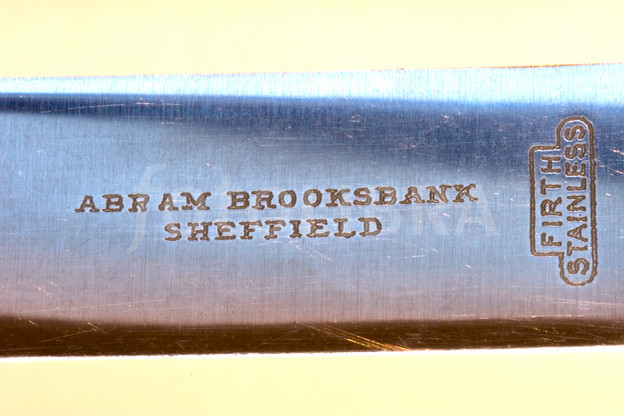 ABRAM BROOKSBANK
SHEFFIELD
FIRTH
STAINLESS